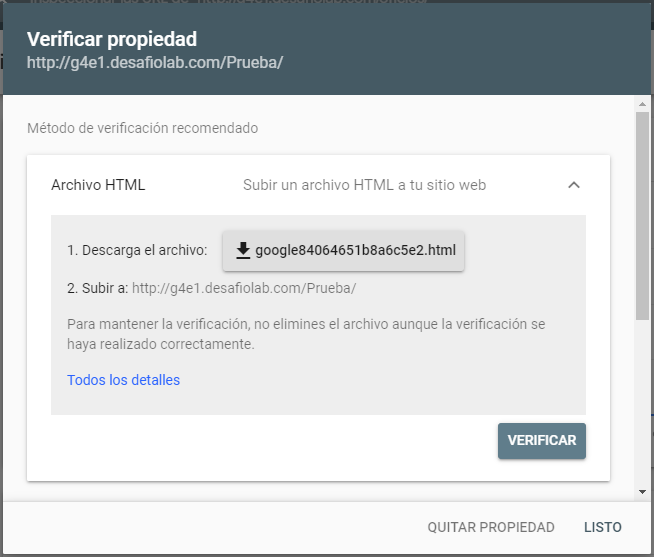 Verificar propiedad
http://g4e1.desafiolab.com/Prueba/
Método de verificación recomendado
Archivo HTML Subir un archivo HTML a tu sitio web
1. Descarga el archivo: google84064651b8a6c5e2.html
2. Subir a: http://g4e1.desafiolab.com/Prueba/
Para mantener la verificación, no elimines el archivo aunque la verificación se
haya realizado correctamente.
Todos los detalles
VERIFICAR
QUITAR PROPIEDAD LISTO